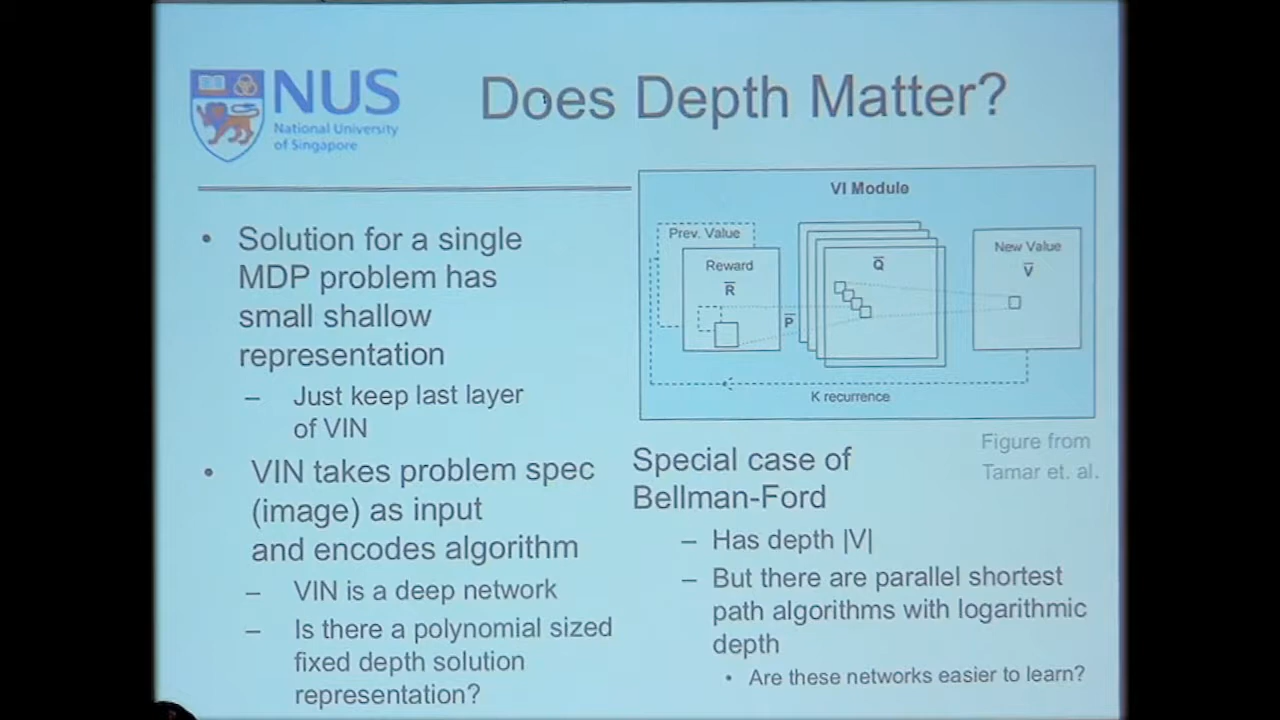 NUS
National University
of Singapore
Does Depth Matter?
• Solution for a single
MDP problem has
small shallow
representation
– Just keep last layer
of VIN
• VIN takes problem spec
(image) as input
and encodes algorithm
– VIN is a deep network
– Is there a polynomial sized
fixed depth solution
representation?
VI Module
Prev. Value
Reward
R̅
P̅
Q̅
New Value
V̅
K recurrence
Figure from
Tamar et. al.
Special case of
Bellman-Ford
– Has depth |V|
– But there are parallel shortest
path algorithms with logarithmic
depth
• Are these networks easier to learn?